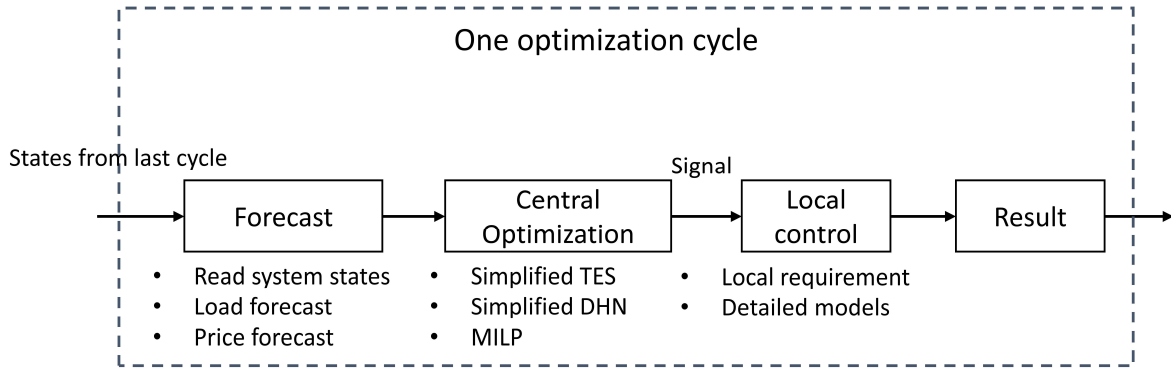 One optimization cycle
States from last cycle
Signal
Forecast
Central
Optimization
Local
control
Result
• Read system states
• Load forecast
• Price forecast
• Simplified TES
• Simplified DHN
• MILP
• Local requirement
• Detailed models